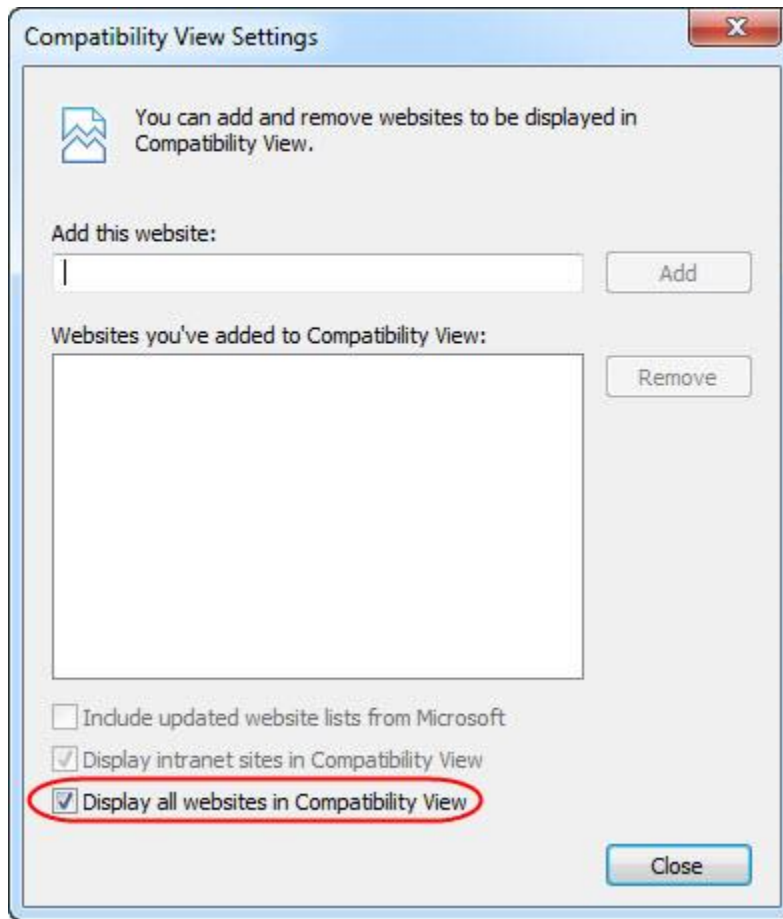 Compatibility View Settings
You can add and remove websites to be displayed in
Compatibility View.
Add this website:
Add
Websites you've added to Compatibility View:
Remove
Include updated website lists from Microsoft
Display intranet sites in Compatibility View
Display all websites in Compatibility View
Close